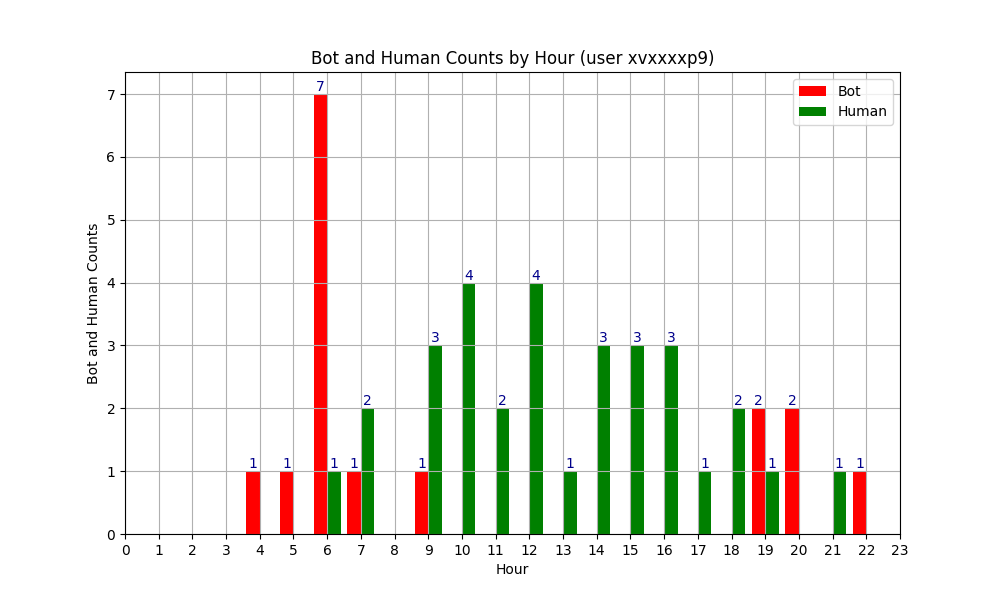 Bot and Human Counts by Hour (user xvxxxxp9)
Bot
Human
Bot and Human Counts
7
6
5
4
3
2
1
0
1 1 7 1 1 2 1 3 4 2 4 1 3 3 3 1 2 2 1 2 1 1
0 1 2 3 4 5 6 7 8 9 10 11 12 13 14 15 16 17 18 19 20 21 22 23
Hour